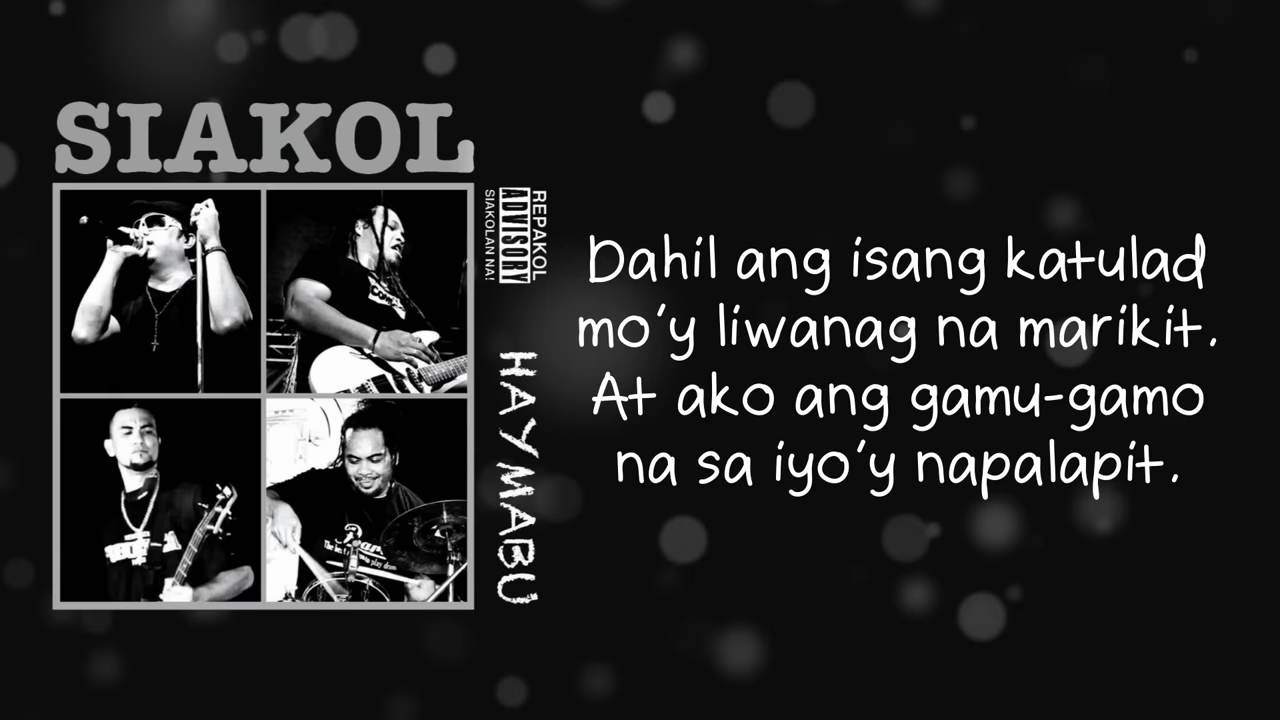 SIAKOL
REPAKOL
ADVISORY
SIAKOLAN NA!
HAYMABU
Dahil ang isang katulad
mo'y liwanag na marikit.
At ako ang gamu-gamo
na sa iyo'y napalapit.